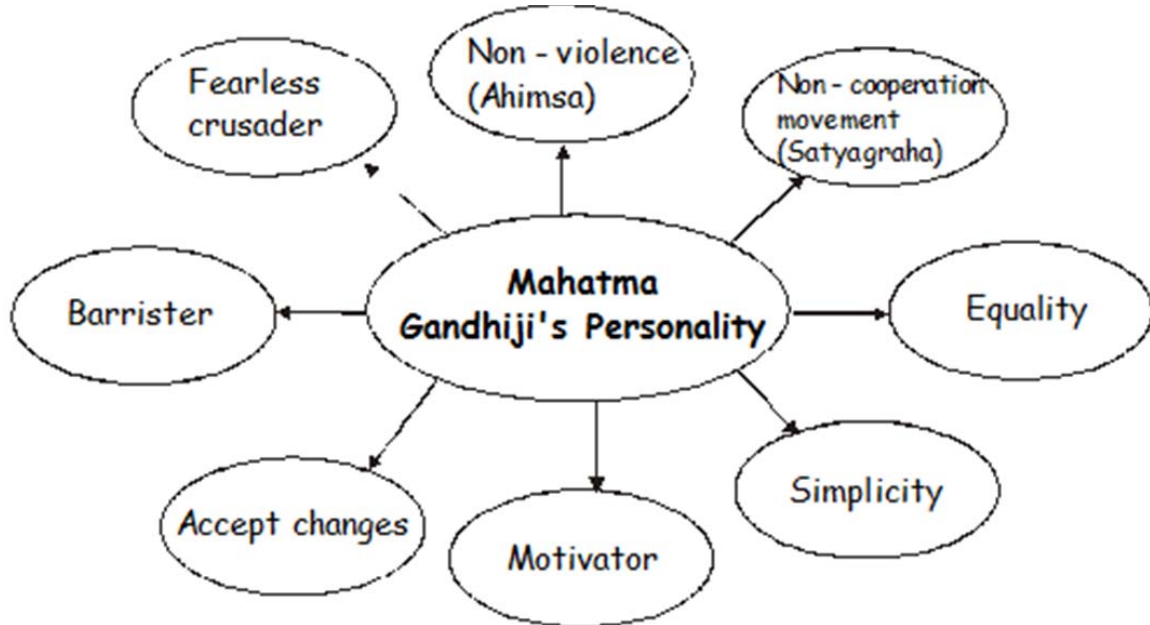 Non - violence
(Ahimsa)
Fearless
crusader
Non - cooperation
movement
(Satyagraha)
Mahatma
Gandhiji's Personality
Barrister
Equality
Accept changes
Motivator
Simplicity